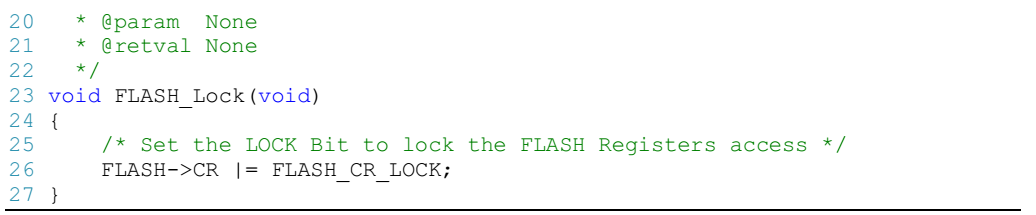 20   * @param  None
21   * @retval None
22   */
23 void FLASH_Lock(void)
24 {
25     /* Set the LOCK Bit to lock the FLASH Registers access */
26     FLASH->CR |= FLASH_CR_LOCK;
27 }